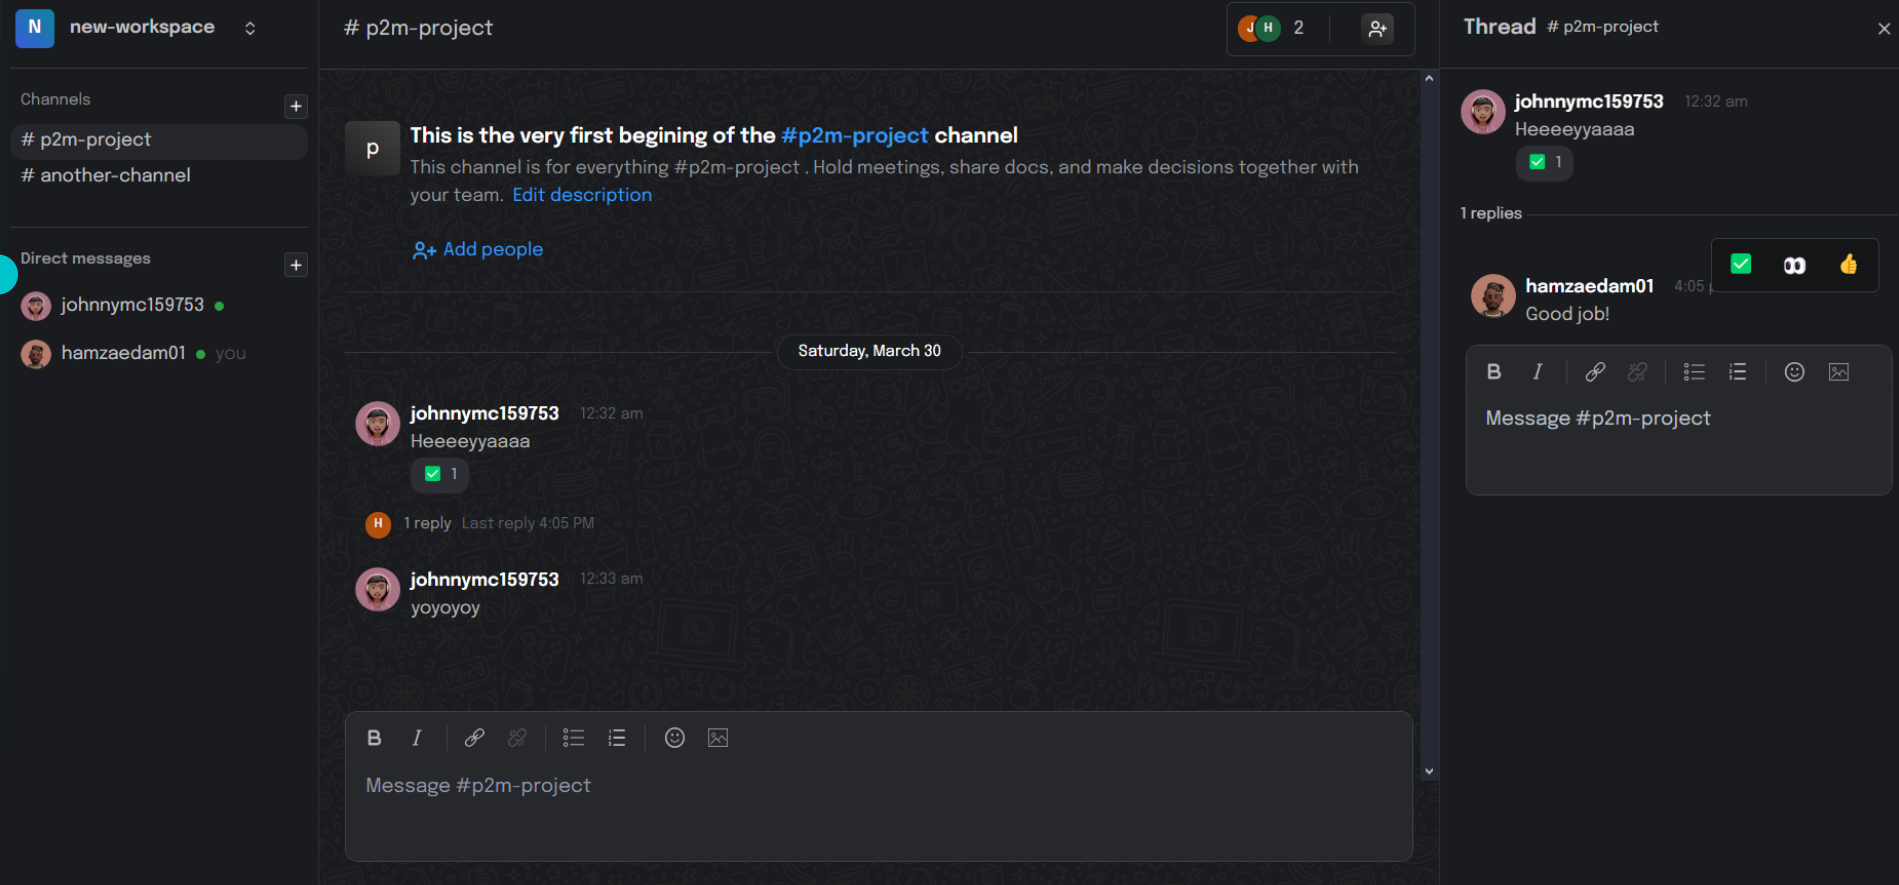 N new-workspace
Channels
+
# p2m-project
# another-channel
Direct messages
+
johnnymc159753
hamzaedam01 you
# p2m-project
J H 2
p
This is the very first begining of the #p2m-project channel
This channel is for everything #p2m-project . Hold meetings, share docs, and make decisions together with
your team. Edit description
Add people
Saturday, March 30
johnnymc159753 12:32 am
Heeeeyyaaaa
1
H 1 reply Last reply 4:05 PM
johnnymc159753 12:33 am
yoyoyoy
B I
Message #p2m-project
Thread # p2m-project
johnnymc159753 12:32 am
Heeeeyyaaaa
1
1 replies
hamzaedam01 4:05
Good job!
B I
Message #p2m-project